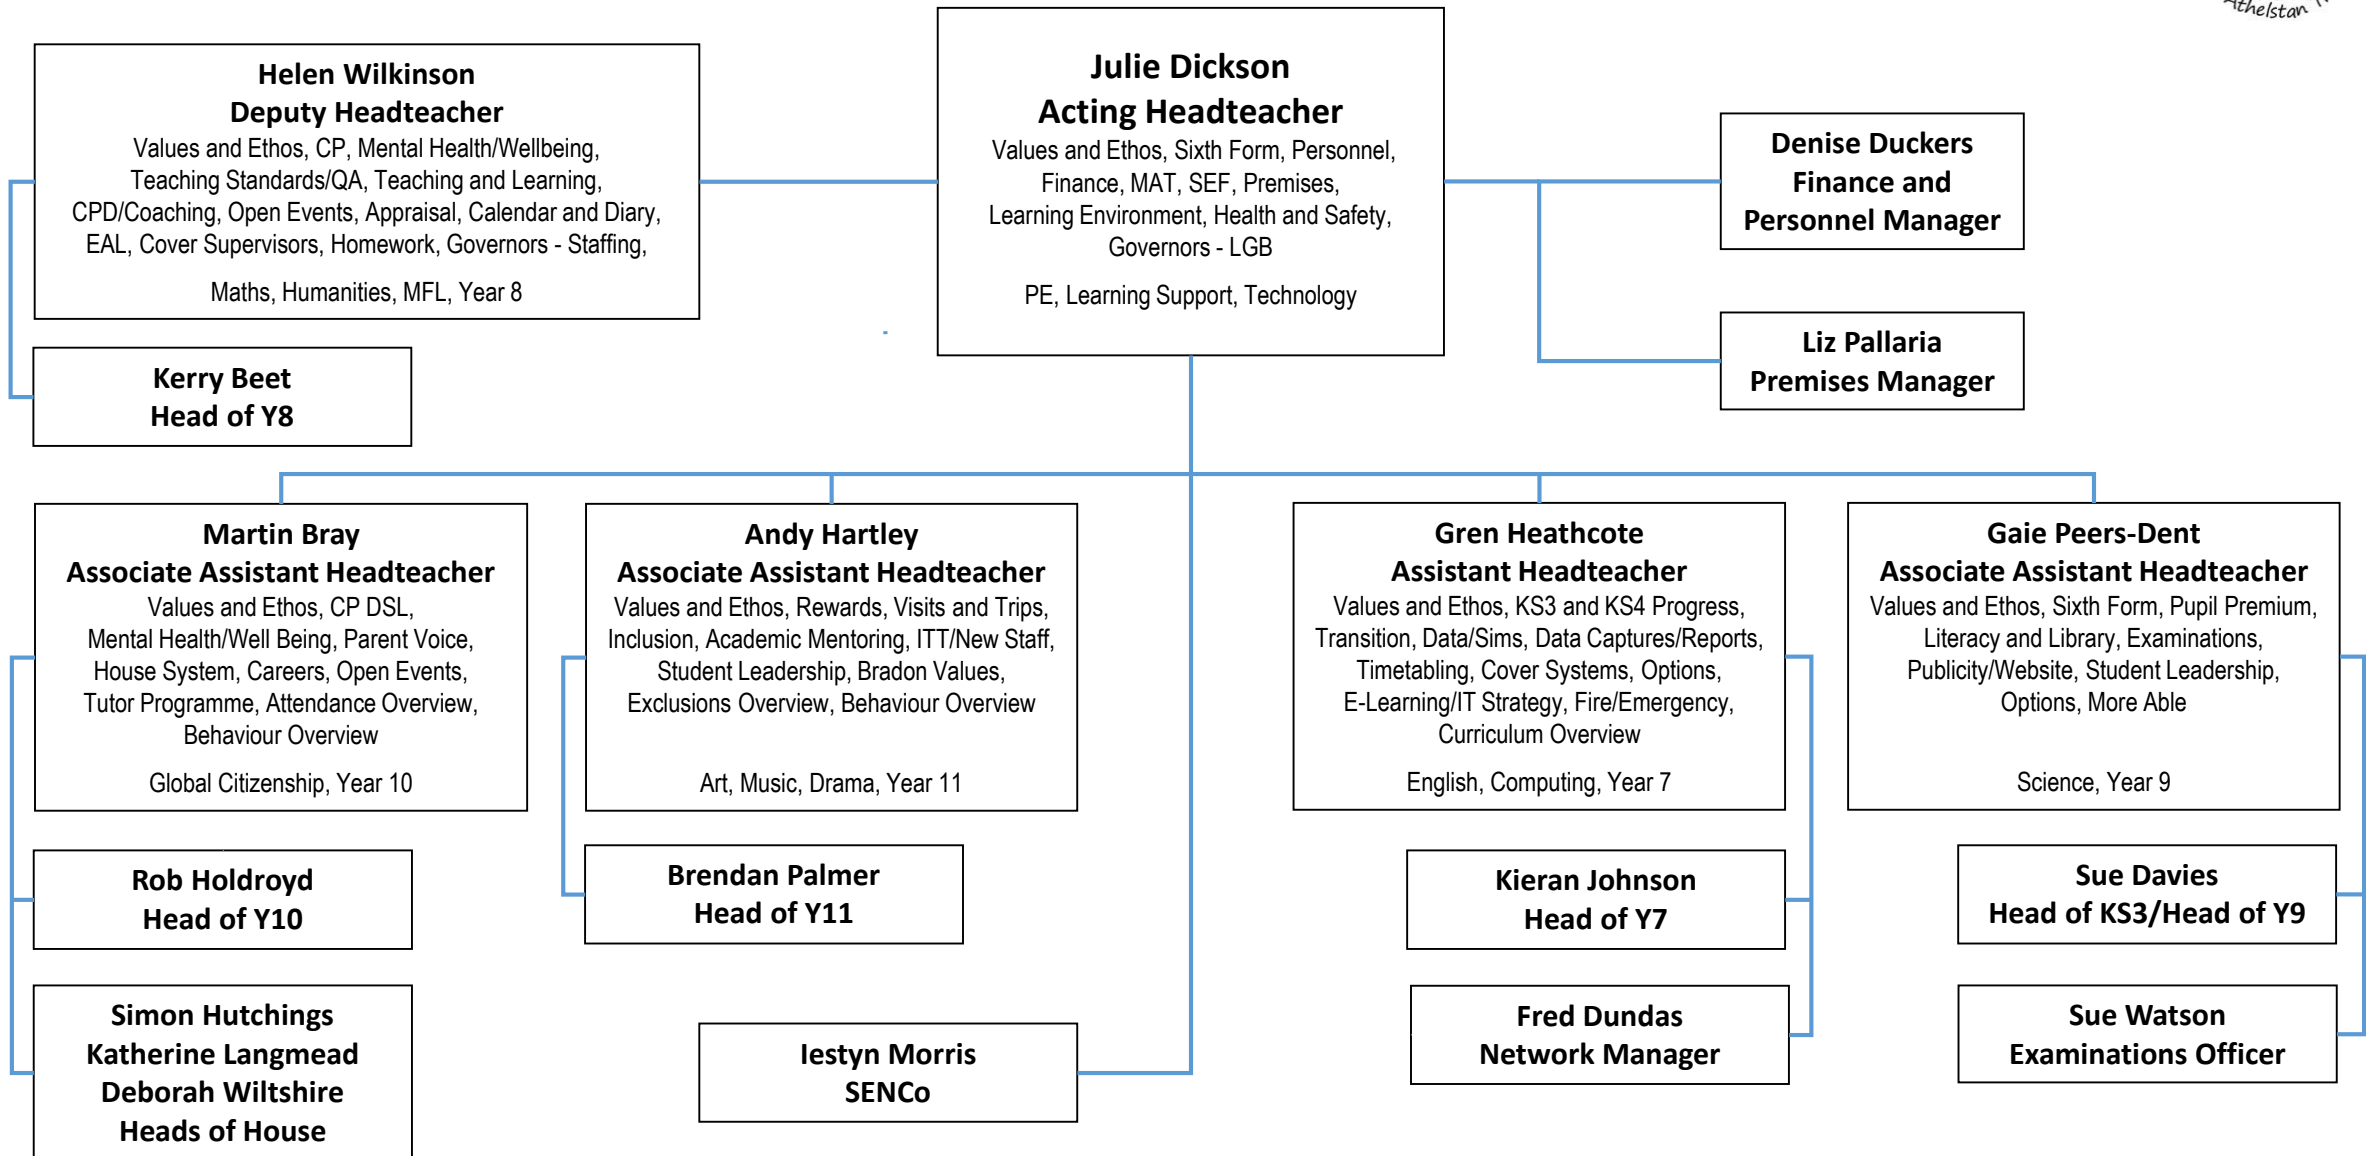 Athelstan
Helen Wilkinson
Deputy Headteacher
Values and Ethos, CP, Mental Health/Wellbeing,
Teaching Standards/QA, Teaching and Learning,
CPD/Coaching, Open Events, Appraisal, Calendar and Diary,
EAL, Cover Supervisors, Homework, Governors - Staffing,
Maths, Humanities, MFL, Year 8
Julie Dickson
Acting Headteacher
Values and Ethos, Sixth Form, Personnel,
Finance, MAT, SEF, Premises,
Learning Environment, Health and Safety,
Governors - LGB
PE, Learning Support, Technology
Denise Duckers
Finance and
Personnel Manager
Liz Pallaria
Premises Manager
Kerry Beet
Head of Y8
Martin Bray
Associate Assistant Headteacher
Values and Ethos, CP DSL,
Mental Health/Well Being, Parent Voice,
House System, Careers, Open Events,
Tutor Programme, Attendance Overview,
Behaviour Overview
Global Citizenship, Year 10
Andy Hartley
Associate Assistant Headteacher
Values and Ethos, Rewards, Visits and Trips,
Inclusion, Academic Mentoring, ITT/New Staff,
Student Leadership, Bradon Values,
Exclusions Overview, Behaviour Overview
Art, Music, Drama, Year 11
Gren Heathcote
Assistant Headteacher
Values and Ethos, KS3 and KS4 Progress,
Transition, Data/Sims, Data Captures/Reports,
Timetabling, Cover Systems, Options,
E-Learning/IT Strategy, Fire/Emergency,
Curriculum Overview
English, Computing, Year 7
Gaie Peers-Dent
Associate Assistant Headteacher
Values and Ethos, Sixth Form, Pupil Premium,
Literacy and Library, Examinations,
Publicity/Website, Student Leadership,
Options, More Able
Science, Year 9
Rob Holdroyd
Head of Y10
Brendan Palmer
Head of Y11
Kieran Johnson
Head of Y7
Sue Davies
Head of KS3/Head of Y9
Simon Hutchings
Katherine Langmead
Deborah Wiltshire
Heads of House
Iestyn Morris
SENCo
Fred Dundas
Network Manager
Sue Watson
Examinations Officer